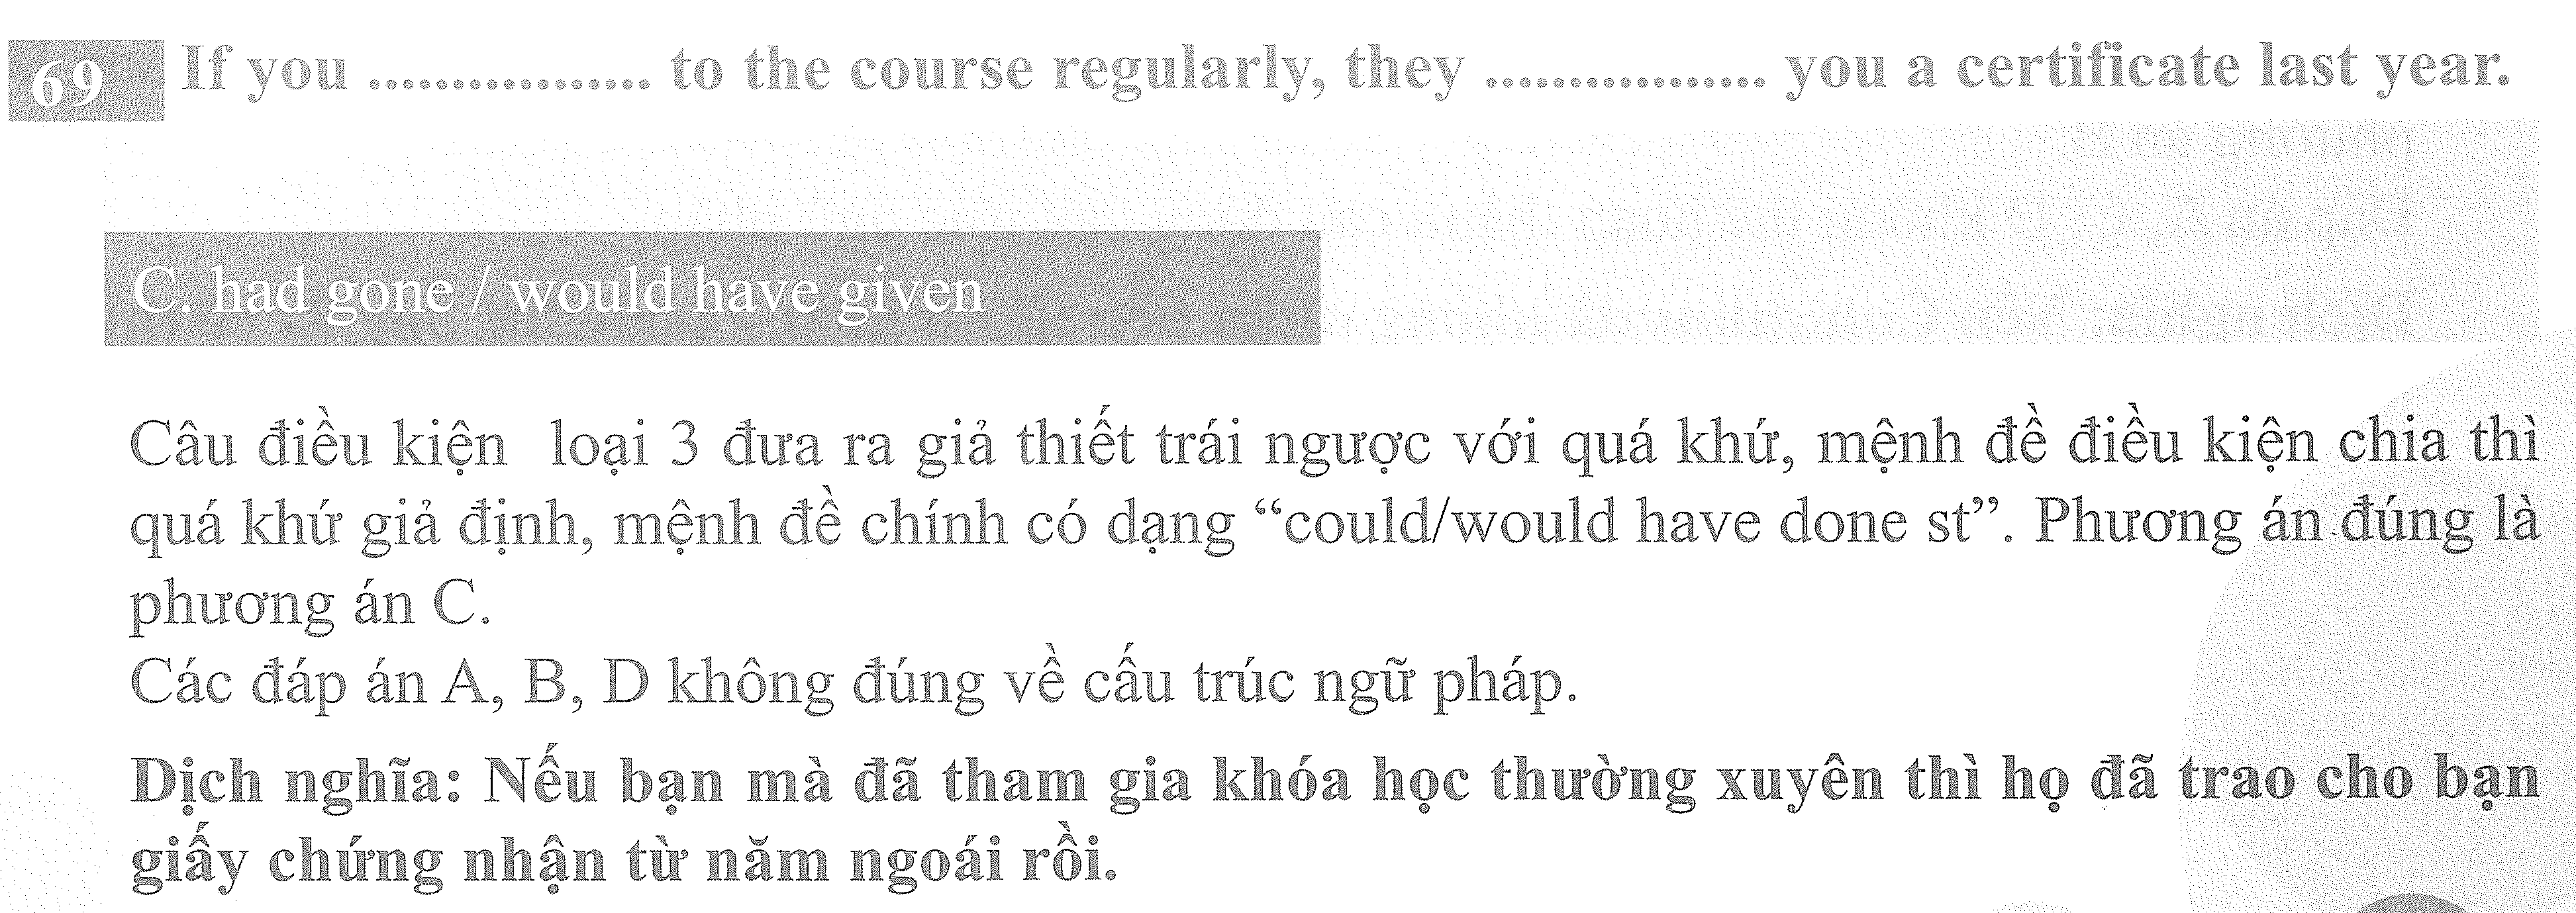 69 If you ................. to the course regularly, they ................. you a certificate last year.
C. had gone / would have given
Câu điều kiện loại 3 đưa ra giả thiết trái ngược với quá khứ, mệnh đề điều kiện chia thì
quá khứ giả định, mệnh đề chính có dạng “could/would have done st”. Phương án đúng là
phương án C.
Các đáp án A, B, D không đúng về cấu trúc ngữ pháp.
Dịch nghĩa: Nếu bạn mà đã tham gia khóa học thường xuyên thì họ đã trao cho bạn
giấy chứng nhận từ năm ngoái rồi.